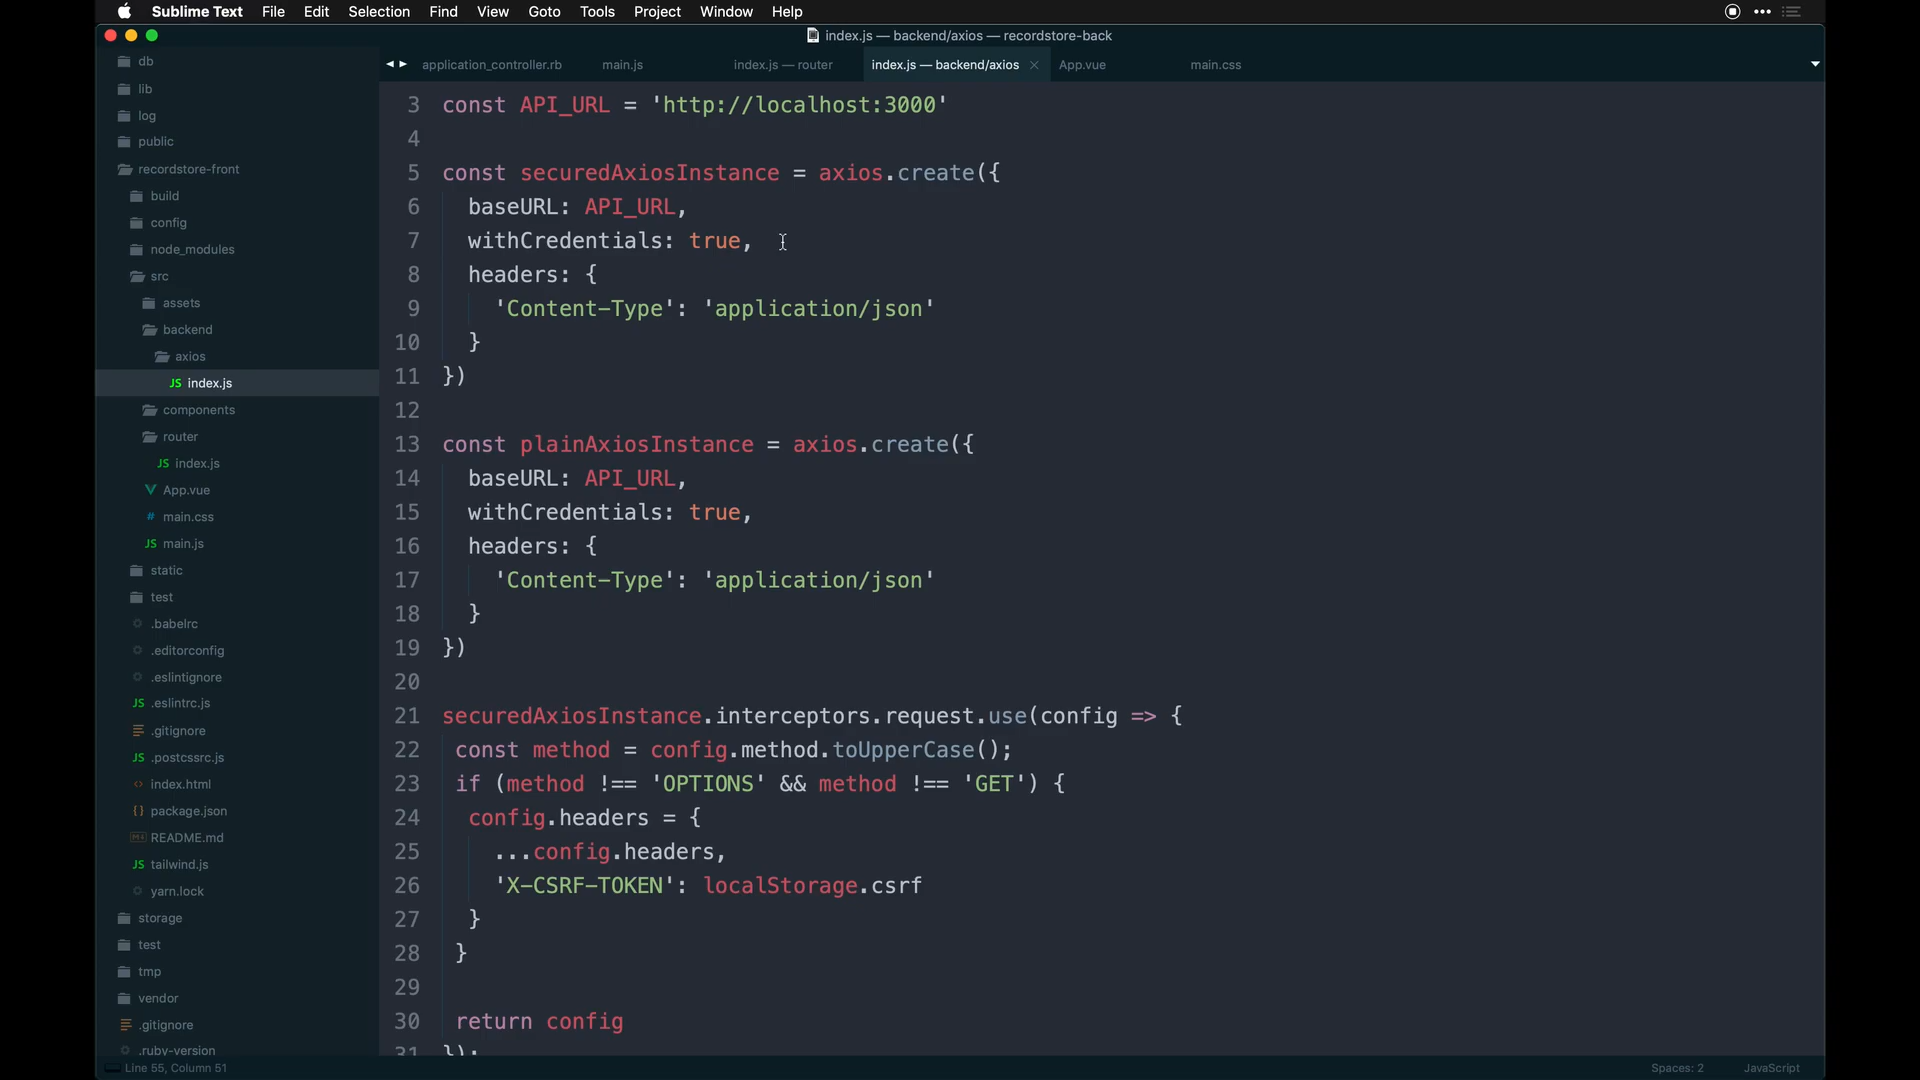 Sublime Text File Edit Selection Find View Goto Tools Project Window Help
index.js — backend/axios — recordstore-back
application_controller.rb main.js index.js — router index.js — backend/axios App.vue main.css
db
lib
log
public
recordstore-front
build
config
node_modules
src
assets
backend
axios
JS index.js
components
router
JS index.js
App.vue
# main.css
JS main.js
static
test
.babelrc
.editorconfig
.eslintignore
JS .eslintrc.js
.gitignore
JS .postcssrc.js
<> index.html
{} package.json
README.md
JS tailwind.js
yarn.lock
storage
test
tmp
vendor
.gitignore
.ruby-version
3 const API_URL = 'http://localhost:3000'
4
5 const securedAxiosInstance = axios.create({
6 baseURL: API_URL,
7 withCredentials: true,
8 headers: {
9 'Content-Type': 'application/json'
10 }
11 })
12
13 const plainAxiosInstance = axios.create({
14 baseURL: API_URL,
15 withCredentials: true,
16 headers: {
17 'Content-Type': 'application/json'
18 }
19 })
20
21 securedAxiosInstance.interceptors.request.use(config => {
22 const method = config.method.toUpperCase();
23 if (method !== 'OPTIONS' && method !== 'GET') {
24 config.headers = {
25 ...config.headers,
26 'X-CSRF-TOKEN': localStorage.csrf
27 }
28 }
29
30 return config
31 });
Line 55, Column 51 Spaces: 2 JavaScript